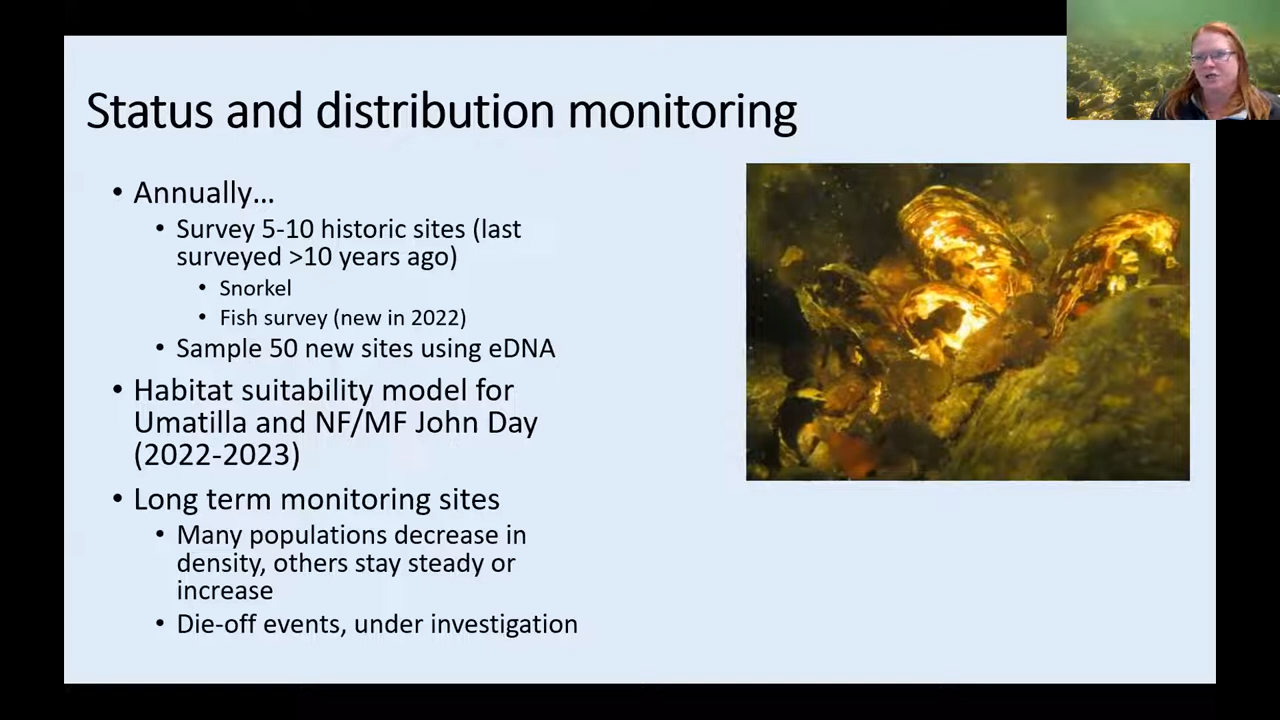 Status and distribution monitoring
• Annually…
• Survey 5-10 historic sites (last
surveyed >10 years ago)
• Snorkel
• Fish survey (new in 2022)
• Sample 50 new sites using eDNA
• Habitat suitability model for
Umatilla and NF/MF John Day
(2022-2023)
• Long term monitoring sites
• Many populations decrease in
density, others stay steady or
increase
• Die-off events, under investigation